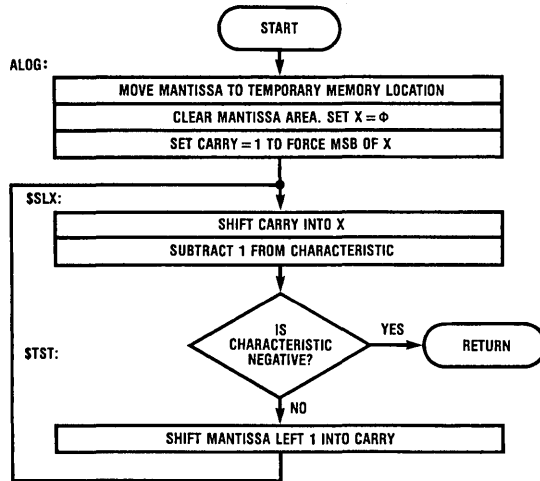 START
ALOG:
MOVE MANTISSA TO TEMPORARY MEMORY LOCATION
CLEAR MANTISSA AREA. SET X = Φ
SET CARRY = 1 TO FORCE MSB OF X
$SLX:
SHIFT CARRY INTO X
SUBTRACT 1 FROM CHARACTERISTIC
$TST:
IS
CHARACTERISTIC
NEGATIVE?
YES
RETURN
NO
SHIFT MANTISSA LEFT 1 INTO CARRY